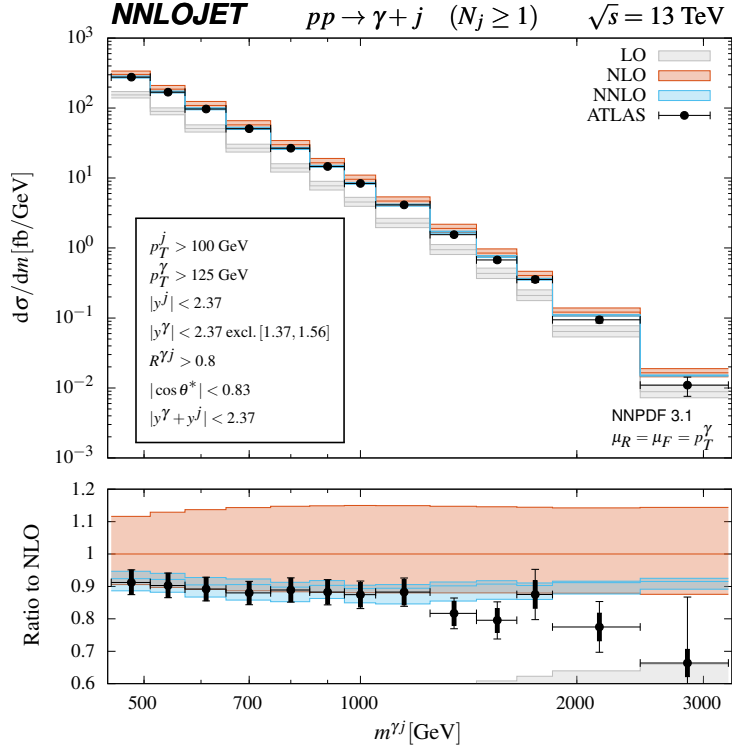 NNLOJET pp → γ + j (N_j ≥ 1) √s = 13 TeV
10^3
10^2
10^1
10^0
10^−1
10^−2
10^−3
dσ/dm [fb/GeV]
LO
NLO
NNLO
ATLAS
p_T^j > 100 GeV
p_T^γ > 125 GeV
|y^j| < 2.37
|y^γ| < 2.37 excl. [1.37, 1.56]
R^γj > 0.8
|cos θ*| < 0.83
|y^γ + y^j| < 2.37
NNPDF 3.1
μ_R = μ_F = p_T^γ
1.2
1.1
1
0.9
0.8
0.7
0.6
Ratio to NLO
500 700 1000 2000 3000
m^γj [GeV]